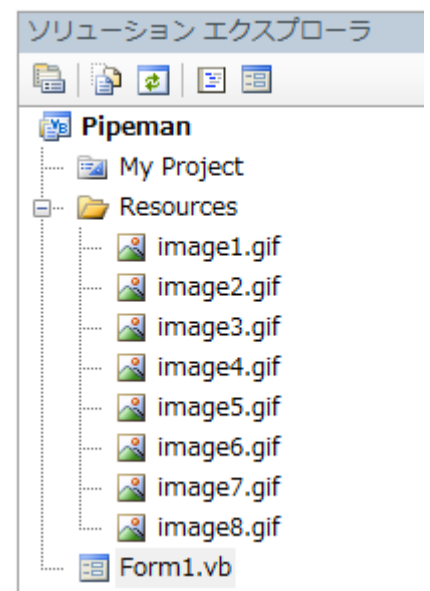 ソリューション エクスプローラ
Pipeman
My Project
Resources
image1.gif
image2.gif
image3.gif
image4.gif
image5.gif
image6.gif
image7.gif
image8.gif
Form1.vb